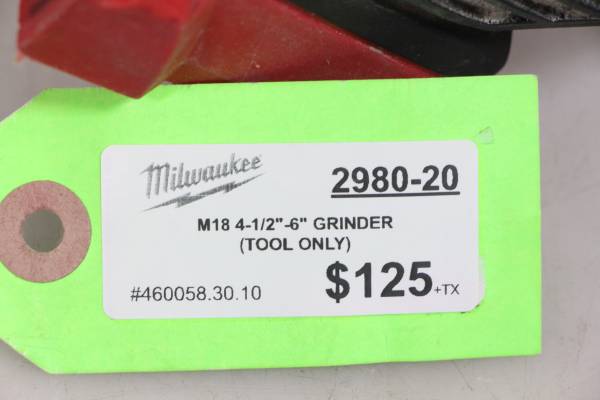 Milwaukee
2980-20
M18 4-1/2"-6" GRINDER
(TOOL ONLY)
#460058.30.10
$125+TX